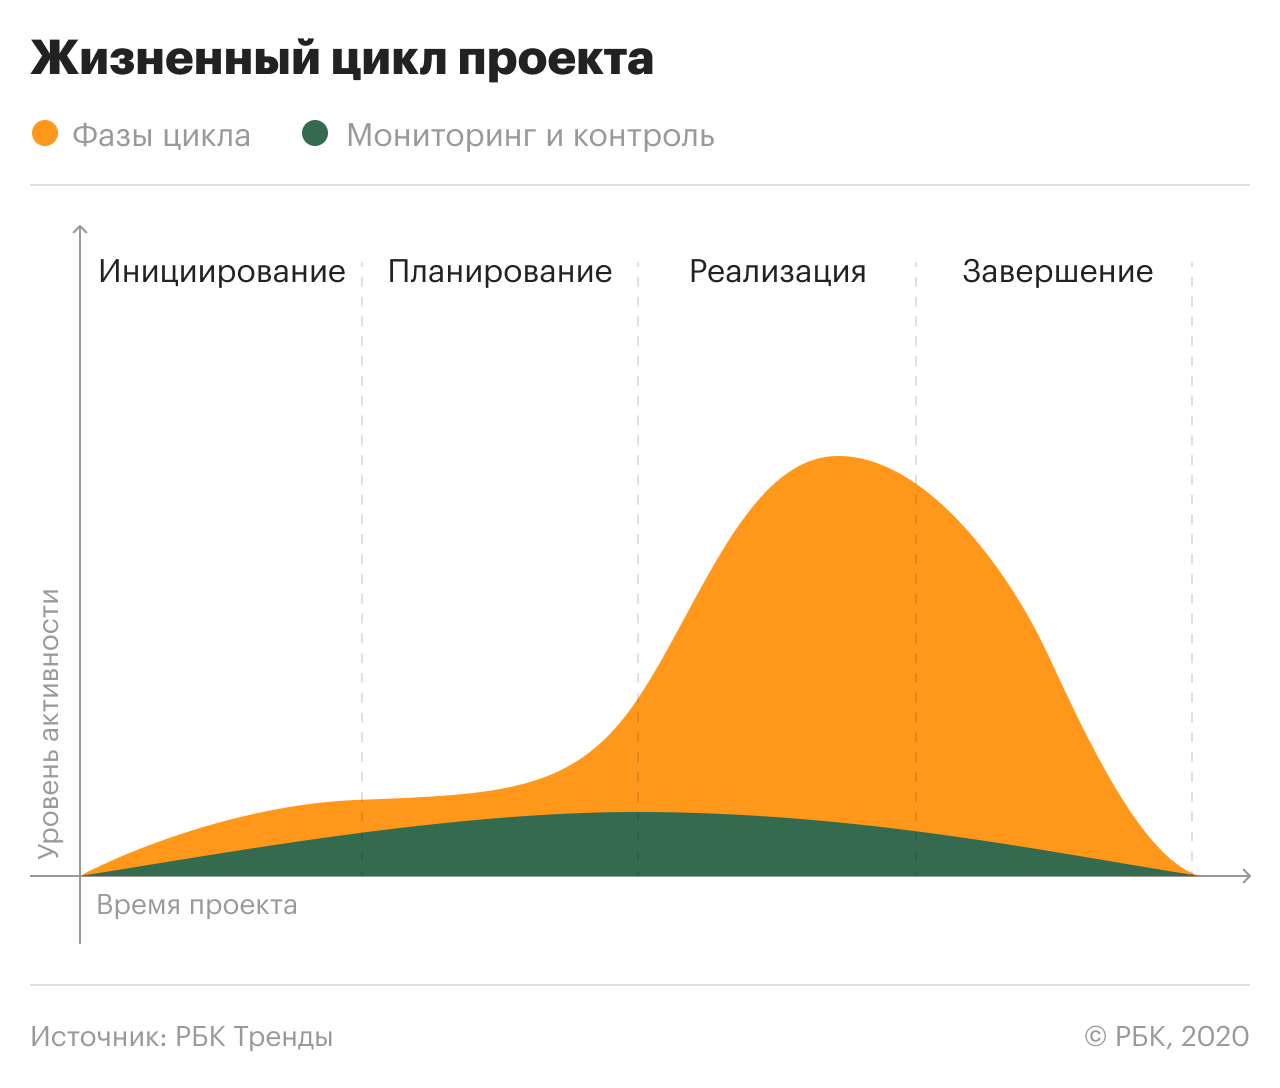 Жизненный цикл проекта
Фазы цикла
Мониторинг и контроль
Инициирование
Планирование
Реализация
Завершение
Уровень активности
Время проекта
Источник: РБК Тренды
© РБК, 2020